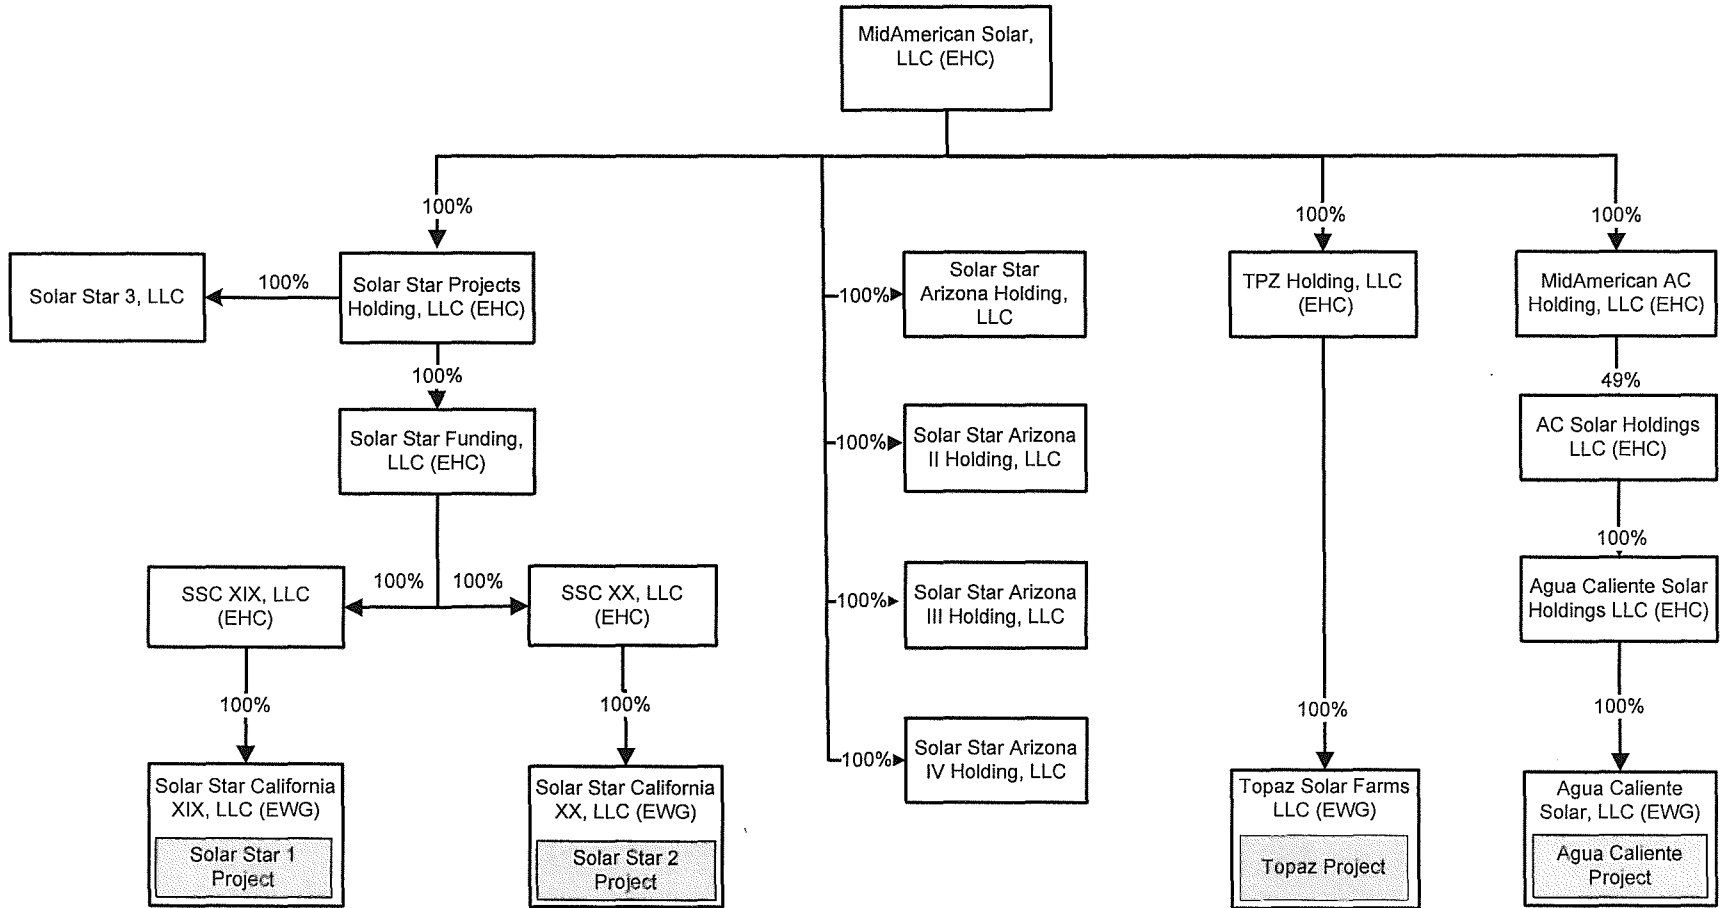 MidAmerican Solar,
LLC (EHC)
100%
100%
100%
Solar Star 3, LLC
100%
Solar Star Projects
Holding, LLC (EHC)
100%
Solar Star
Arizona Holding,
LLC
TPZ Holding, LLC
(EHC)
MidAmerican AC
Holding, LLC (EHC)
100%
49%
Solar Star Funding,
LLC (EHC)
100%
Solar Star Arizona
II Holding, LLC
AC Solar Holdings
LLC (EHC)
100%
SSC XIX, LLC
(EHC)
100%
100%
SSC XX, LLC
(EHC)
100%
Solar Star Arizona
III Holding, LLC
Agua Caliente Solar
Holdings LLC (EHC)
100%
100%
100%
100%
100%
Solar Star Arizona
IV Holding, LLC
Solar Star California
XIX, LLC (EWG)
Solar Star 1
Project
Solar Star California
XX, LLC (EWG)
Solar Star 2
Project
Topaz Solar Farms
LLC (EWG)
Topaz Project
Agua Caliente
Solar, LLC (EWG)
Agua Caliente
Project